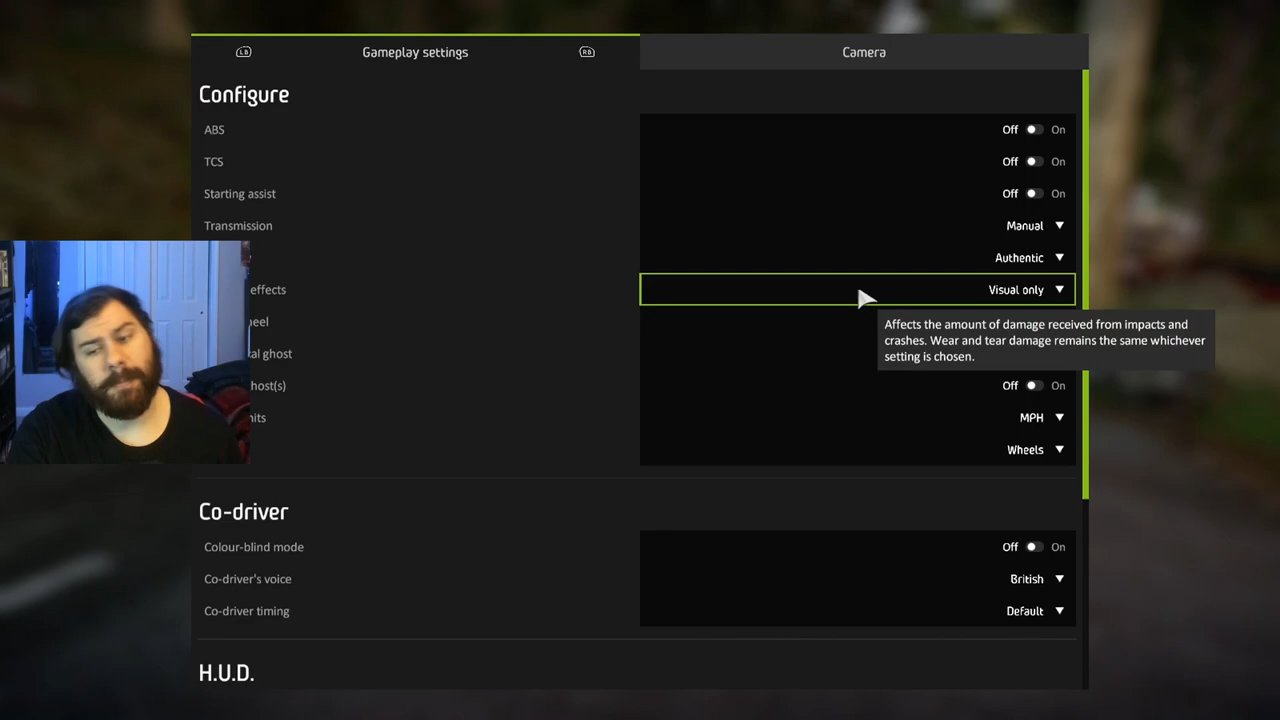 LB Gameplay settings RB Camera
Configure
ABS Off On
TCS Off On
Starting assist Off On
Transmission Manual
Authentic
effects Visual only
Affects the amount of damage received from impacts and
crashes. Wear and tear damage remains the same whichever
setting is chosen.
eel
al ghost
host(s) Off On
its MPH
Wheels
Co-driver
Colour-blind mode Off On
Co-driver's voice British
Co-driver timing Default
H.U.D.